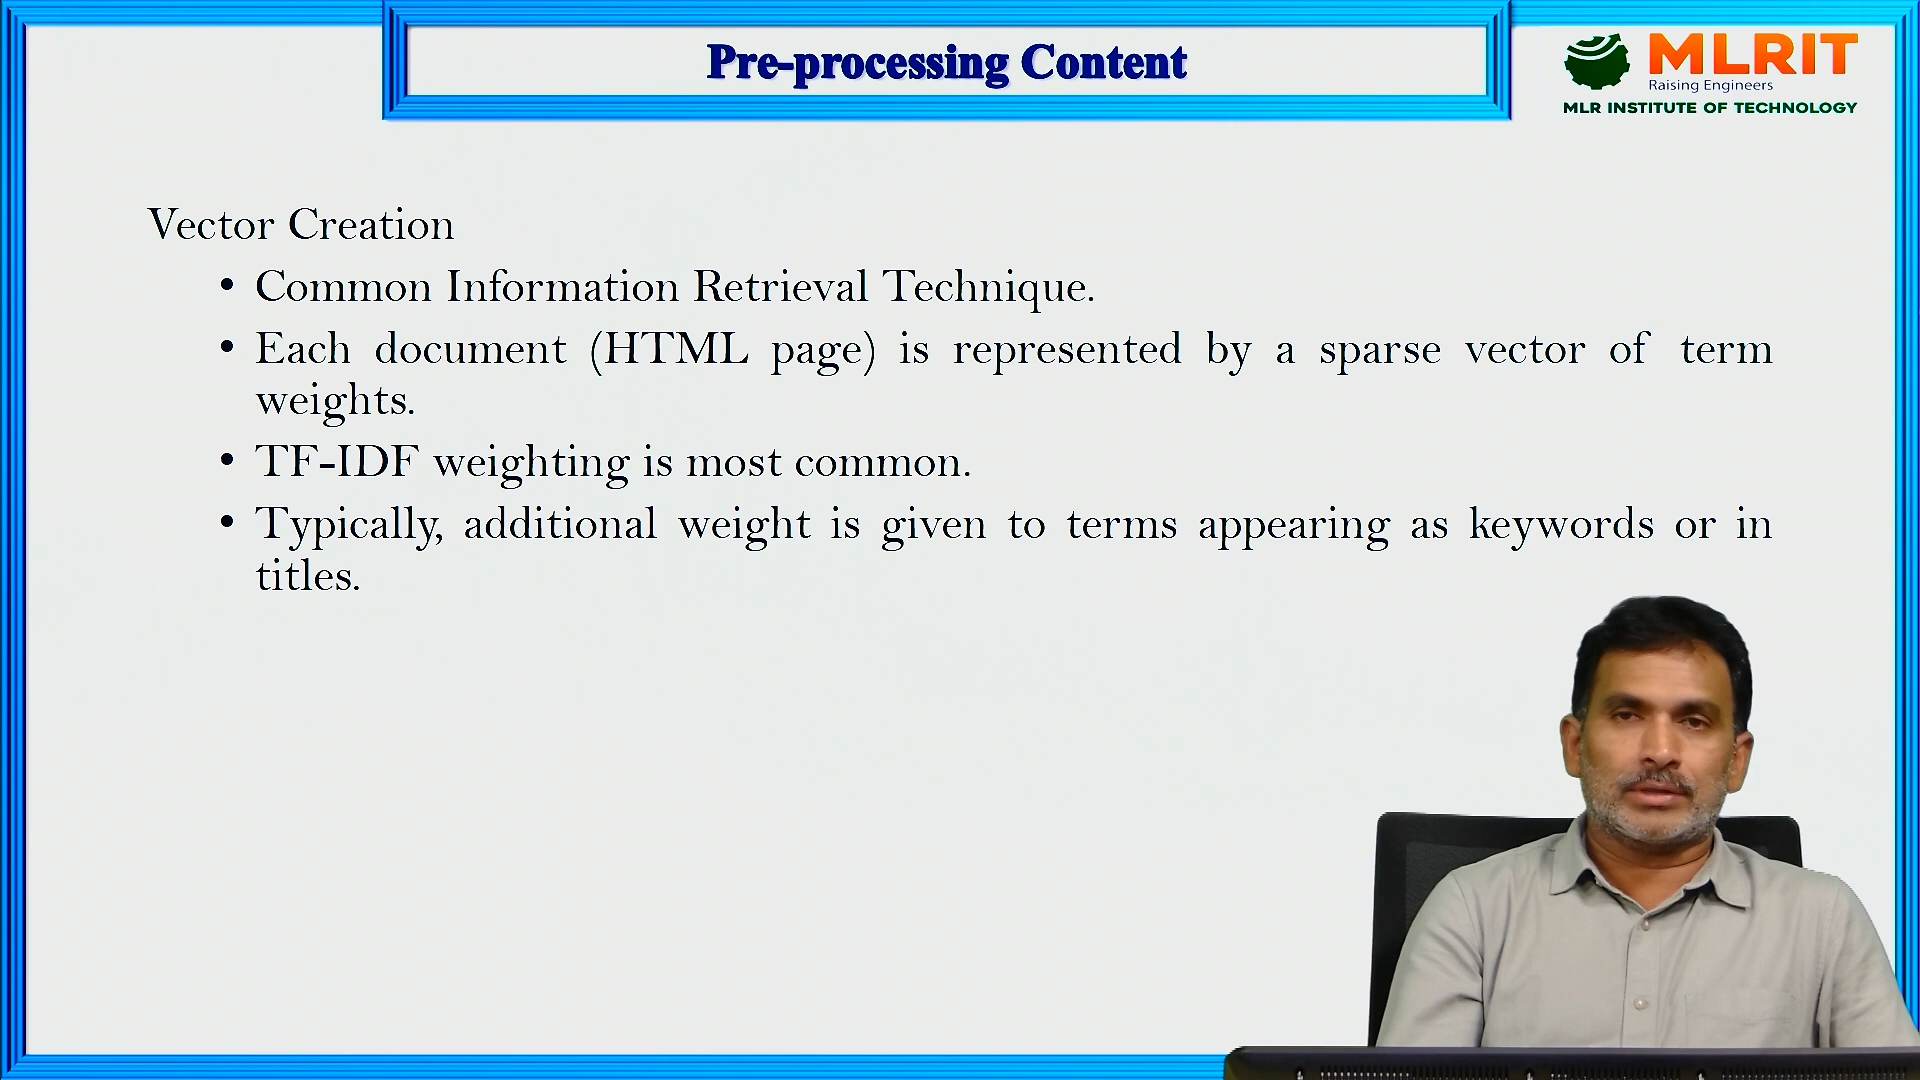 Pre-processing Content
MLRIT
Raising Engineers
MLR INSTITUTE OF TECHNOLOGY
Vector Creation
• Common Information Retrieval Technique.
• Each document (HTML page) is represented by a sparse vector of term
weights.
• TF-IDF weighting is most common.
• Typically, additional weight is given to terms appearing as keywords or in
titles.